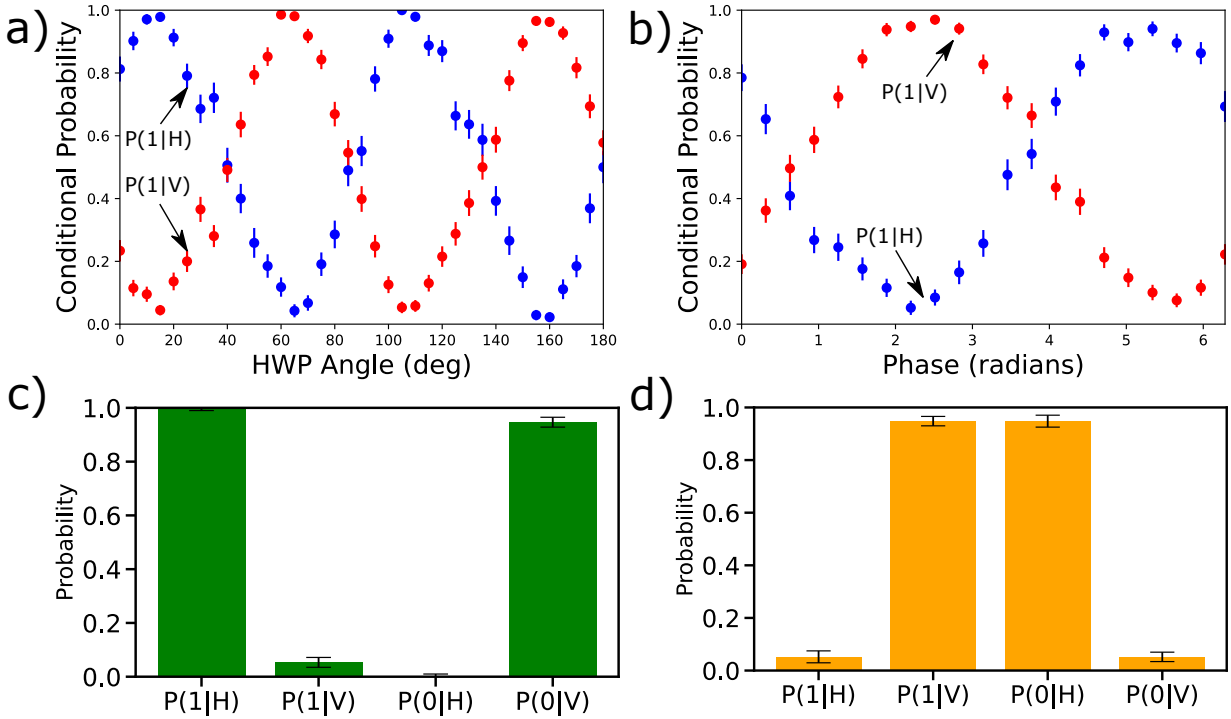 a)
Conditional Probability
1.0
0.8
0.6
0.4
0.2
0.0
P(1|H)
P(1|V)
0 20 40 60 80 100 120 140 160 180
HWP Angle (deg)
b)
Conditional Probability
1.0
0.8
0.6
0.4
0.2
0.0
P(1|V)
P(1|H)
0 1 2 3 4 5 6
Phase (radians)
c)
Probability
1.0
0.8
0.6
0.4
0.2
0.0
P(1|H) P(1|V) P(0|H) P(0|V)
d)
Probability
1.0
0.8
0.6
0.4
0.2
0.0
P(1|H) P(1|V) P(0|H) P(0|V)